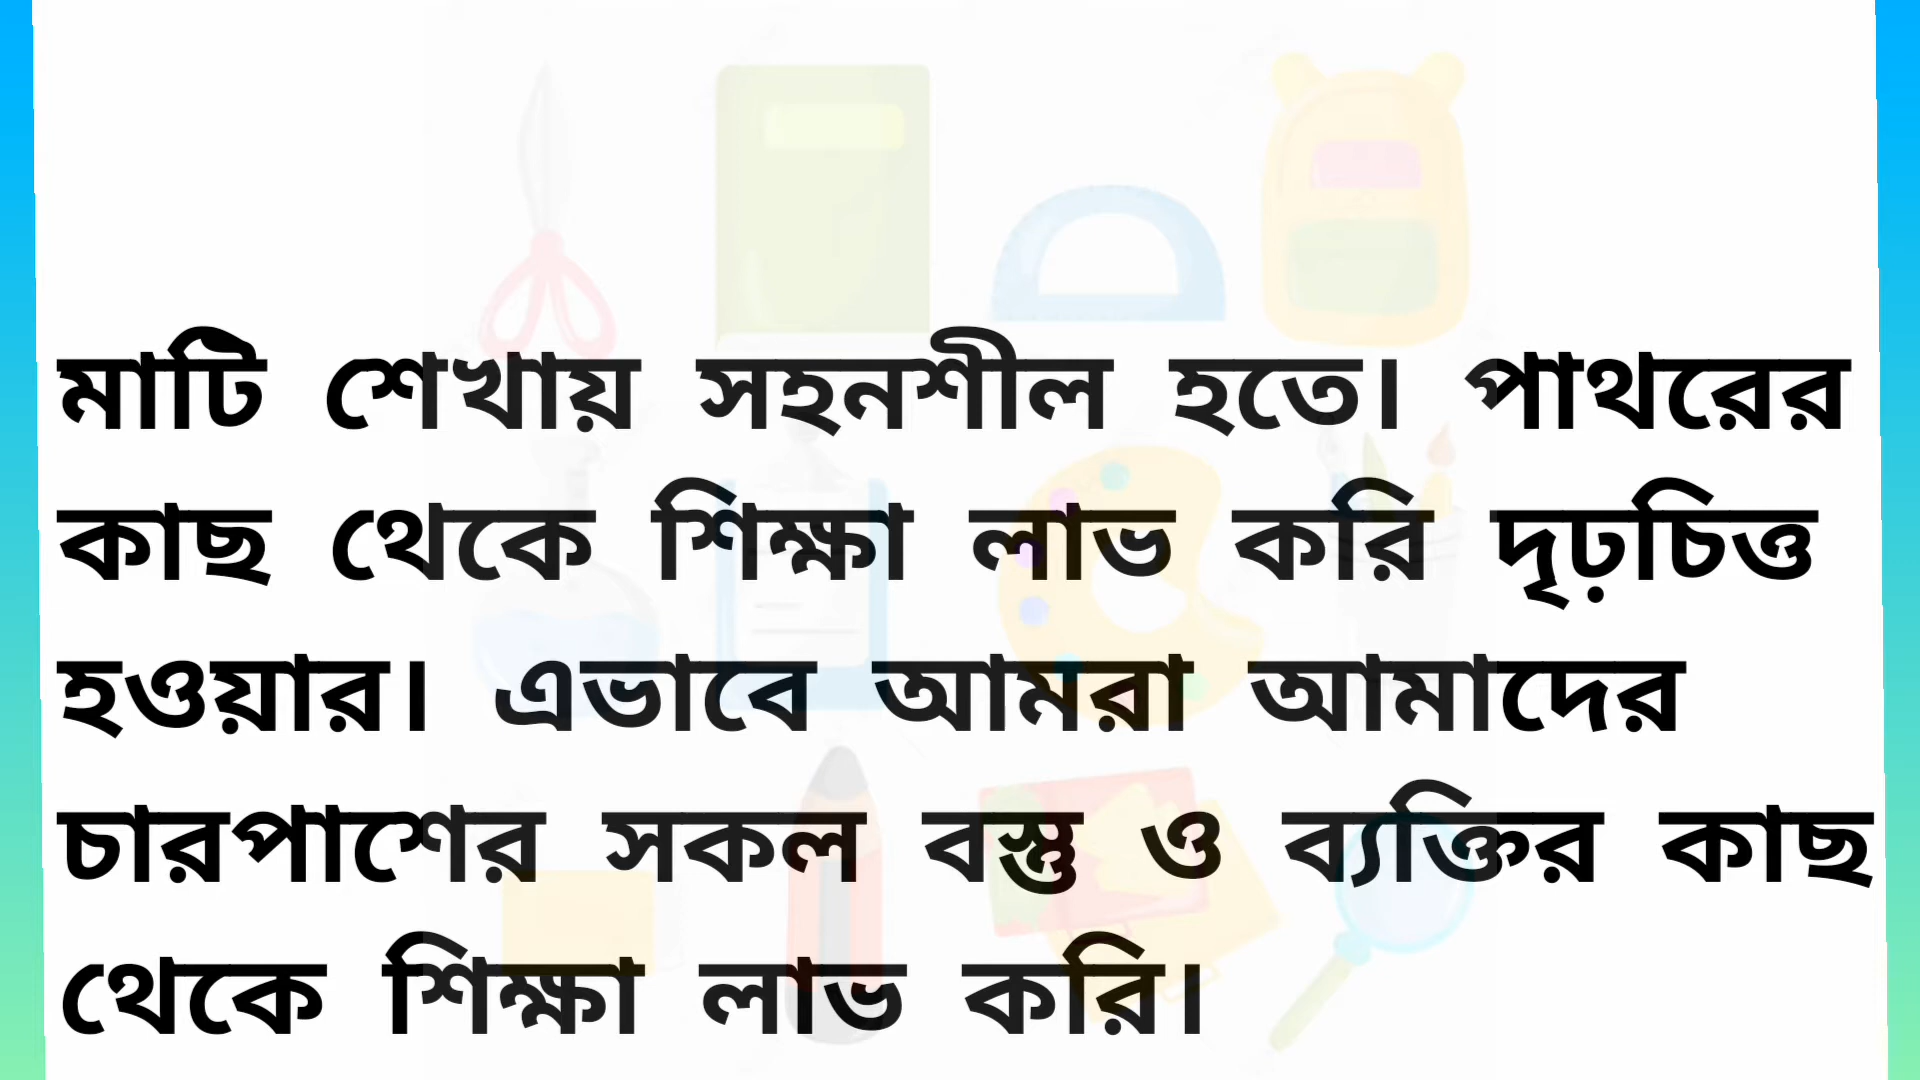 মাটি শেখায় সহনশীল হতে। পাথরের
কাছ থেকে শিক্ষা লাভ করি দৃঢ়চিত্ত
হওয়ার। এভাবে আমরা আমাদের
চারপাশের সকল বস্তু ও ব্যক্তির কাছ
থেকে শিক্ষা লাভ করি।